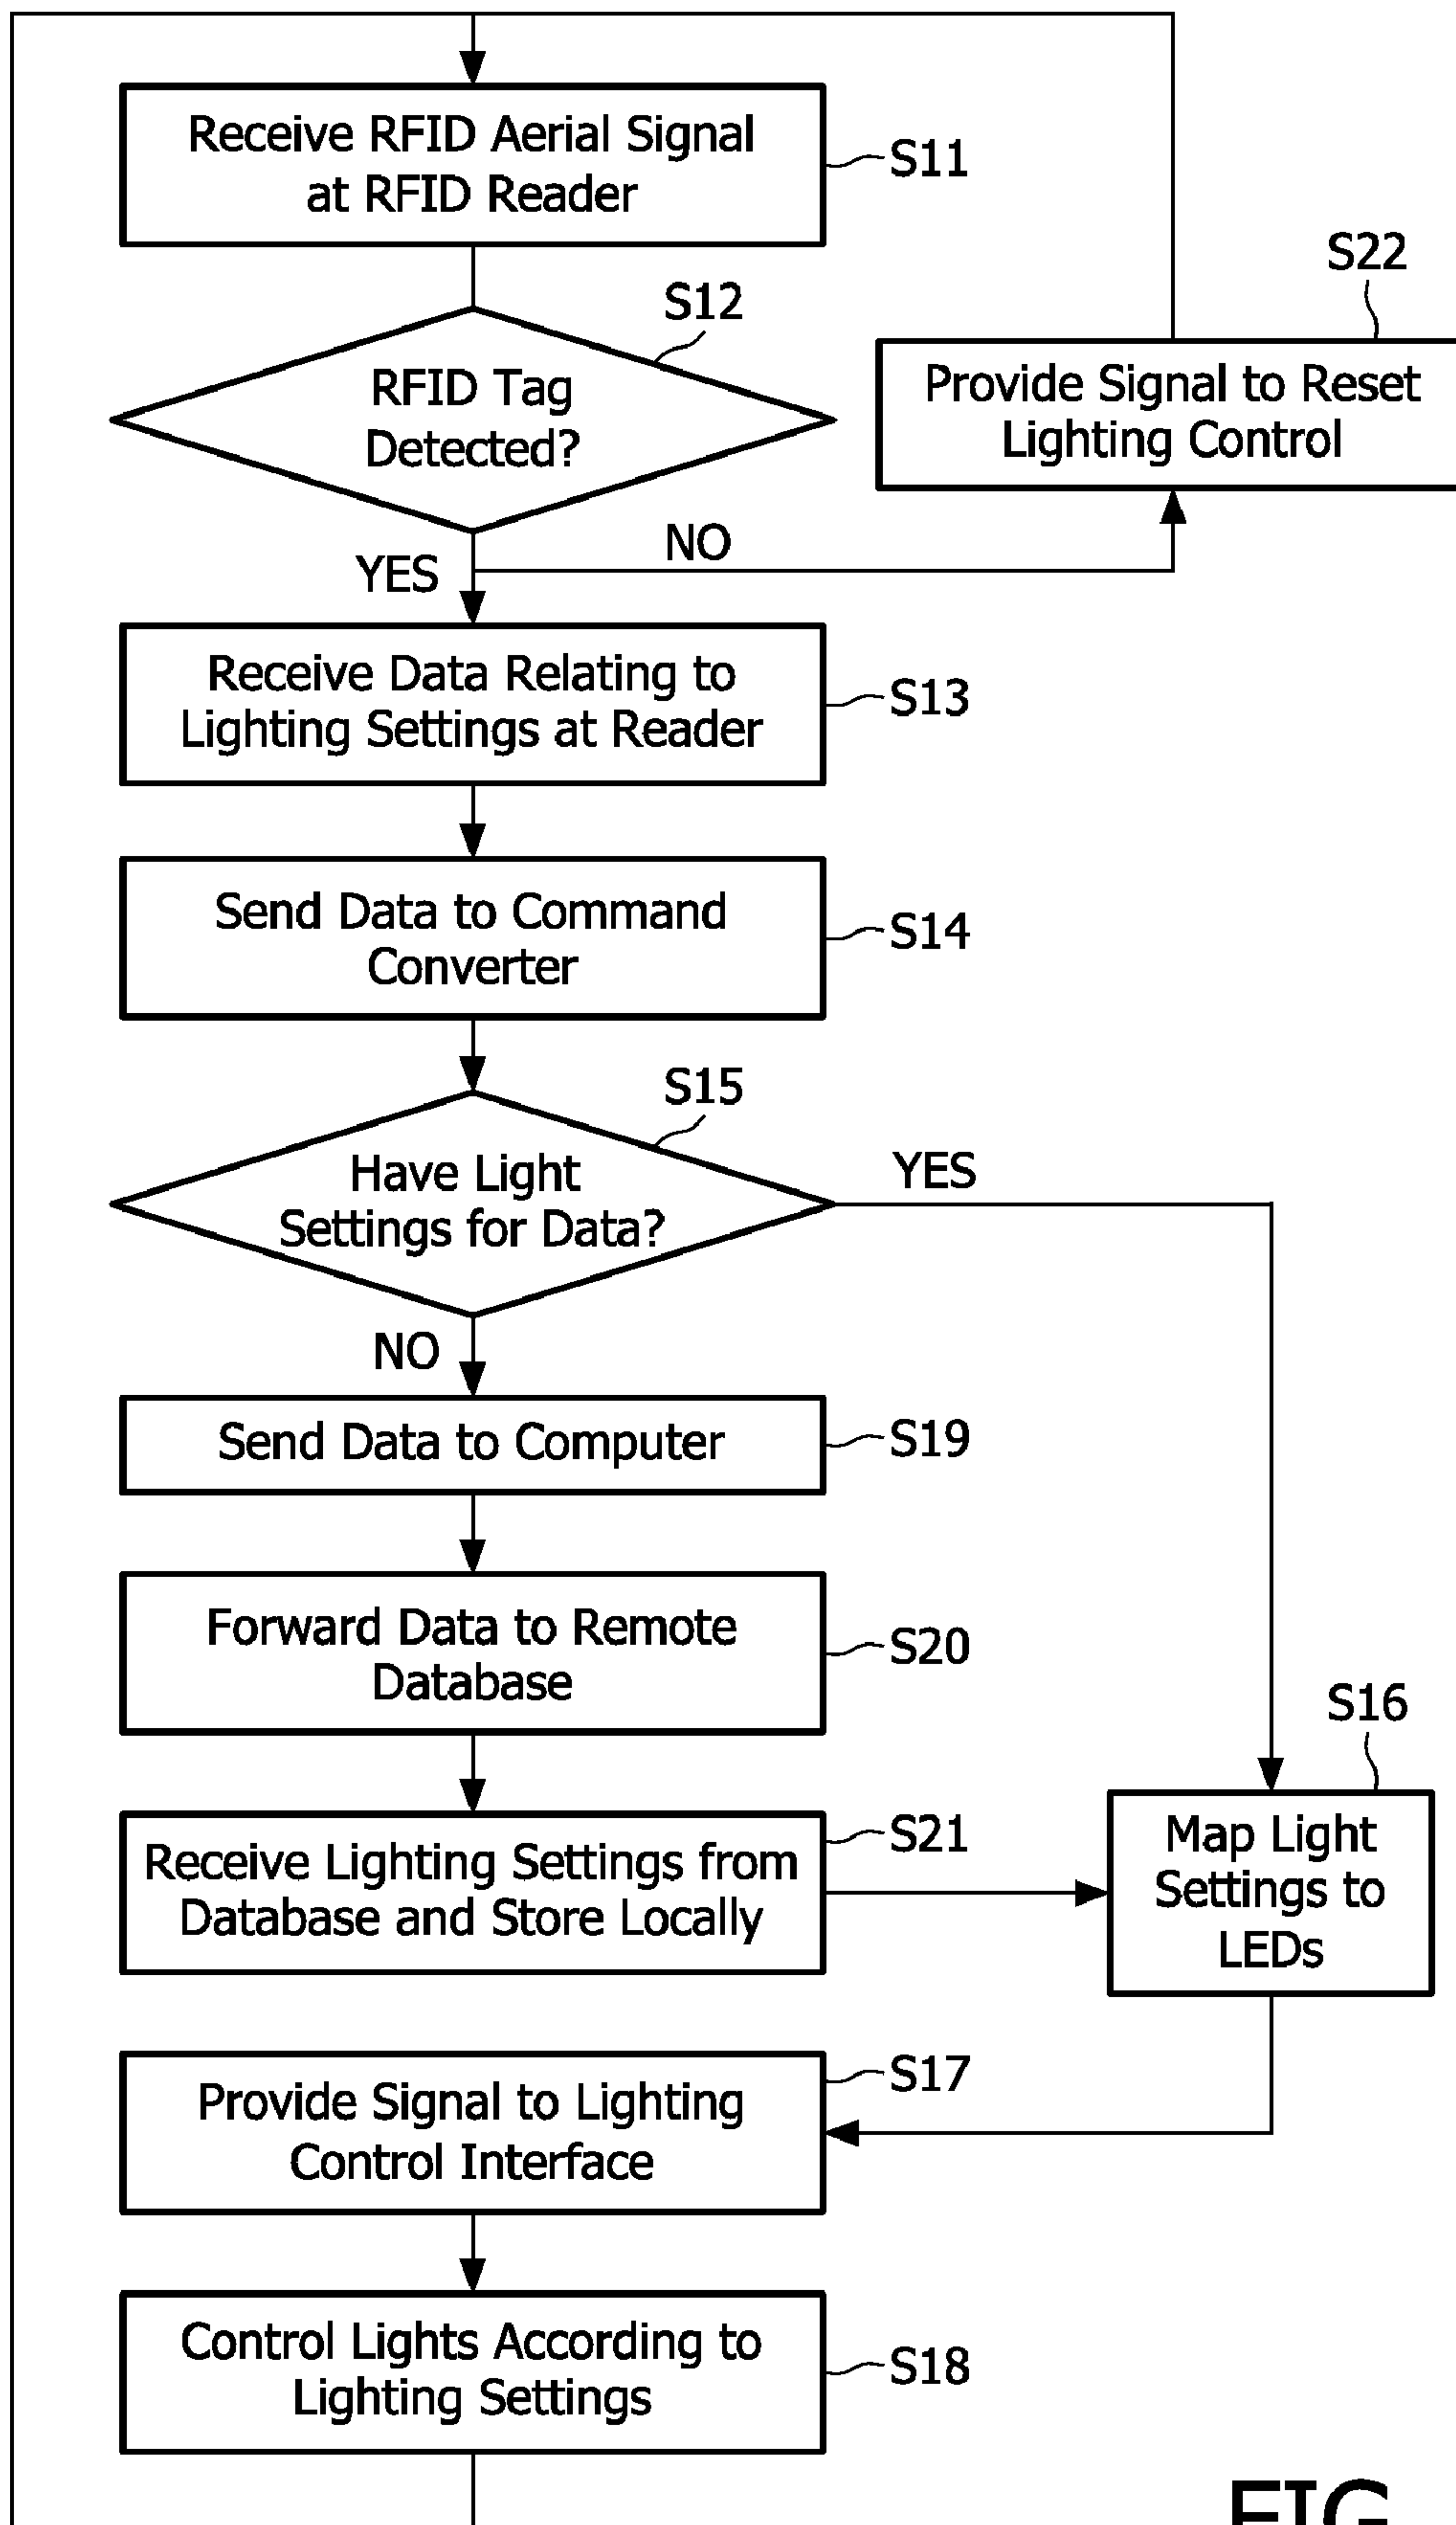 Receive RFID Aerial Signal
at RFID Reader
S11
S22
S12
Provide Signal to Reset
Lighting Control
RFID Tag
Detected?
NO
YES
Receive Data Relating to
Lighting Settings at Reader
S13
Send Data to Command
Converter
S14
S15
Have Light
Settings for Data?
YES
NO
Send Data to Computer
S19
Forward Data to Remote
Database
S20
S16
Receive Lighting Settings from
Database and Store Locally
S21
Map Light
Settings to
LEDs
Provide Signal to Lighting
Control Interface
S17
Control Lights According to
Lighting Settings
S18
FIG